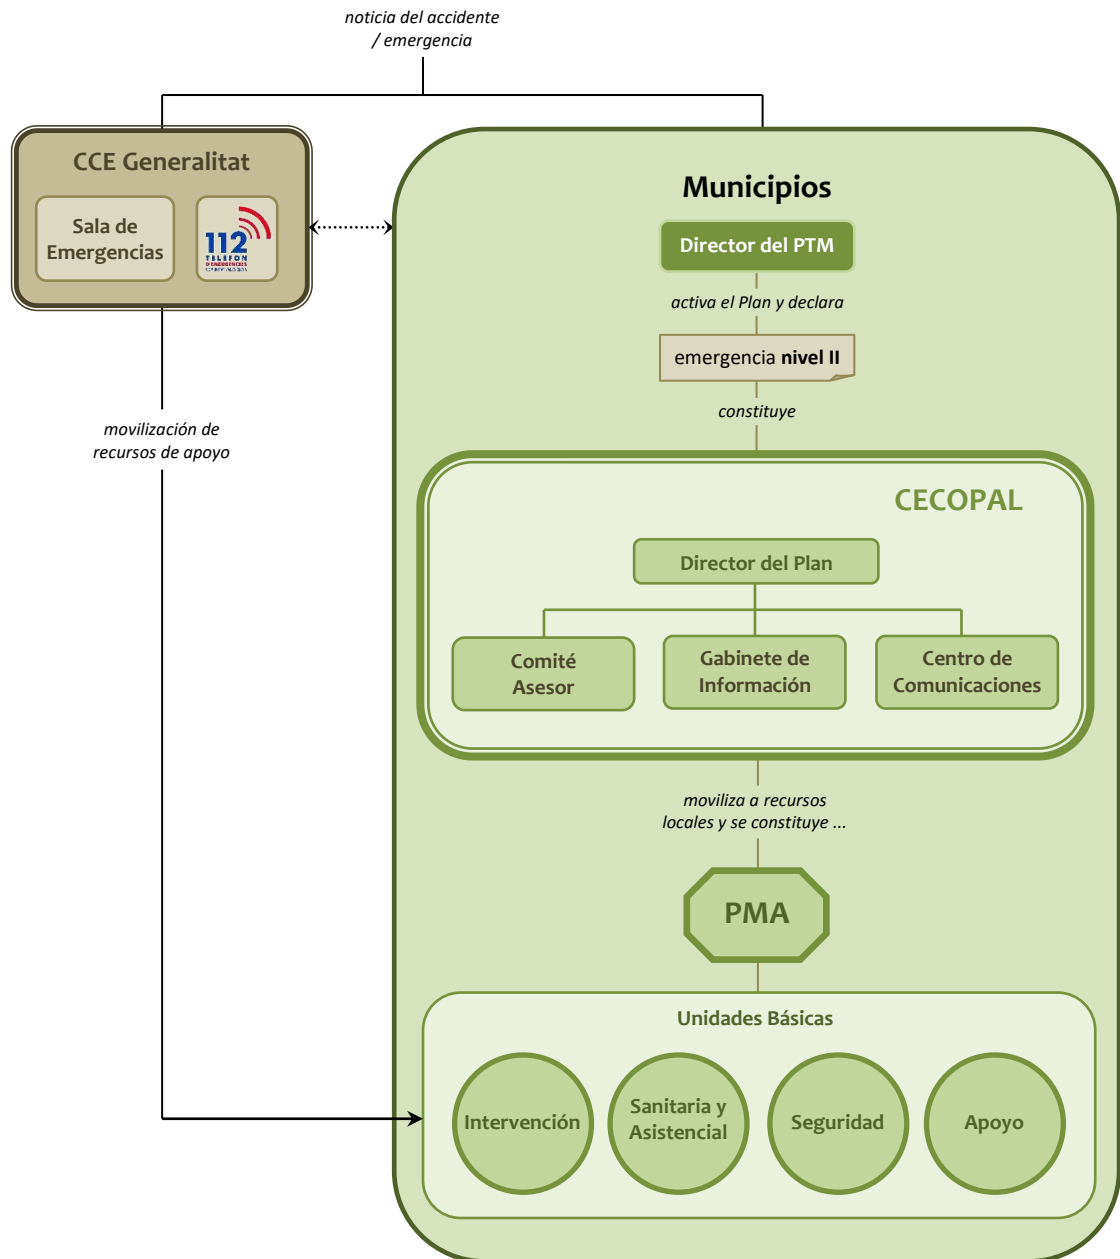 noticia del accidente
/ emergencia
CCE Generalitat
Sala de
Emergencias
112
TELÈFON
D'EMERGÈNCIES
Municipios
Director del PTM
activa el Plan y declara
emergencia nivel II
constituye
movilización de
recursos de apoyo
CECOPAL
Director del Plan
Comité
Asesor
Gabinete de
Información
Centro de
Comunicaciones
moviliza a recursos
locales y se constituye ...
PMA
Unidades Básicas
Intervención
Sanitaria y
Asistencial
Seguridad
Apoyo